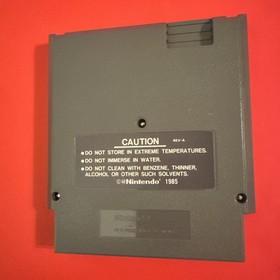 CAUTION
REV-A
• DO NOT STORE IN EXTREME TEMPERATURES.
• DO NOT IMMERSE IN WATER.
• DO NOT CLEAN WITH BENZENE, THINNER,
ALCOHOL OR OTHER SUCH SOLVENTS.
©Nintendo® 1985